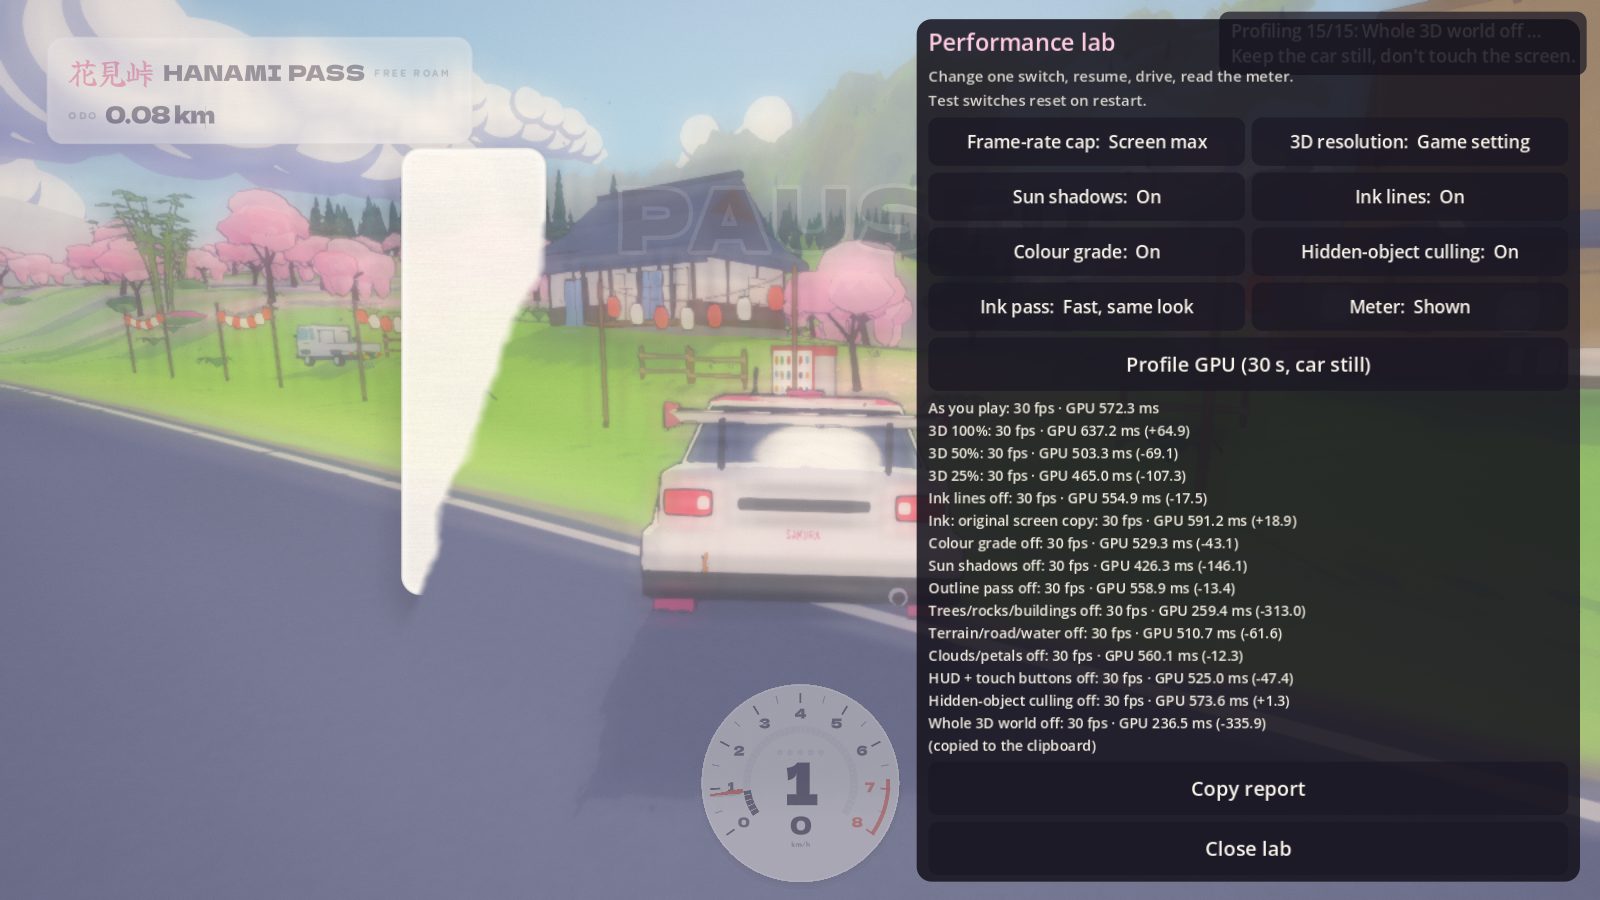 花見峠 HANAMI PASS FREE ROAM
ODO 0.08 km
PAUS
SAKURA
0 1 2 3 4 5 6 7 8
1
0
km/h
Profiling 15/15: Whole 3D world off ...
Keep the car still, don't touch the screen.
Performance lab
Change one switch, resume, drive, read the meter.
Test switches reset on restart.
Frame-rate cap: Screen max
3D resolution: Game setting
Sun shadows: On
Ink lines: On
Colour grade: On
Hidden-object culling: On
Ink pass: Fast, same look
Meter: Shown
Profile GPU (30 s, car still)
As you play: 30 fps · GPU 572.3 ms
3D 100%: 30 fps · GPU 637.2 ms (+64.9)
3D 50%: 30 fps · GPU 503.3 ms (-69.1)
3D 25%: 30 fps · GPU 465.0 ms (-107.3)
Ink lines off: 30 fps · GPU 554.9 ms (-17.5)
Ink: original screen copy: 30 fps · GPU 591.2 ms (+18.9)
Colour grade off: 30 fps · GPU 529.3 ms (-43.1)
Sun shadows off: 30 fps · GPU 426.3 ms (-146.1)
Outline pass off: 30 fps · GPU 558.9 ms (-13.4)
Trees/rocks/buildings off: 30 fps · GPU 259.4 ms (-313.0)
Terrain/road/water off: 30 fps · GPU 510.7 ms (-61.6)
Clouds/petals off: 30 fps · GPU 560.1 ms (-12.3)
HUD + touch buttons off: 30 fps · GPU 525.0 ms (-47.4)
Hidden-object culling off: 30 fps · GPU 573.6 ms (+1.3)
Whole 3D world off: 30 fps · GPU 236.5 ms (-335.9)
(copied to the clipboard)
Copy report
Close lab